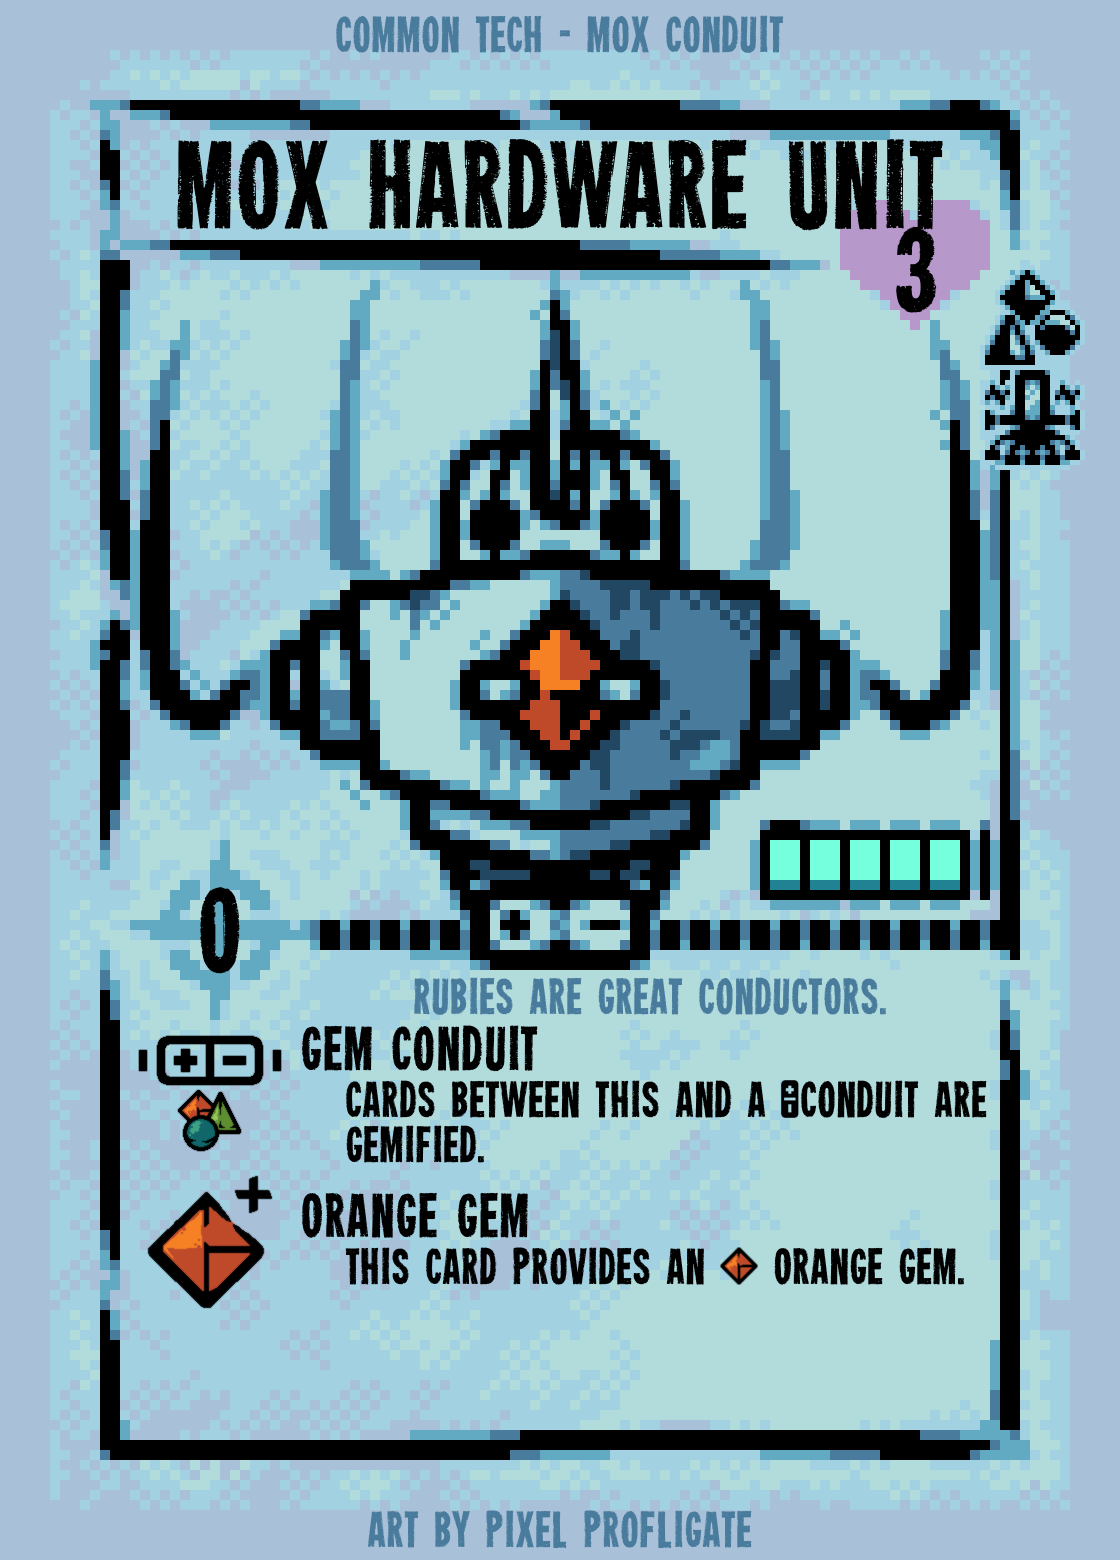 COMMON TECH - MOX CONDUIT
MOX HARDWARE UNIT
3
0
RUBIES ARE GREAT CONDUCTORS.
GEM CONDUIT
CARDS BETWEEN THIS AND A CONDUIT ARE
GEMIFIED.
ORANGE GEM
THIS CARD PROVIDES AN ORANGE GEM.
ART BY PIXEL PROFLIGATE